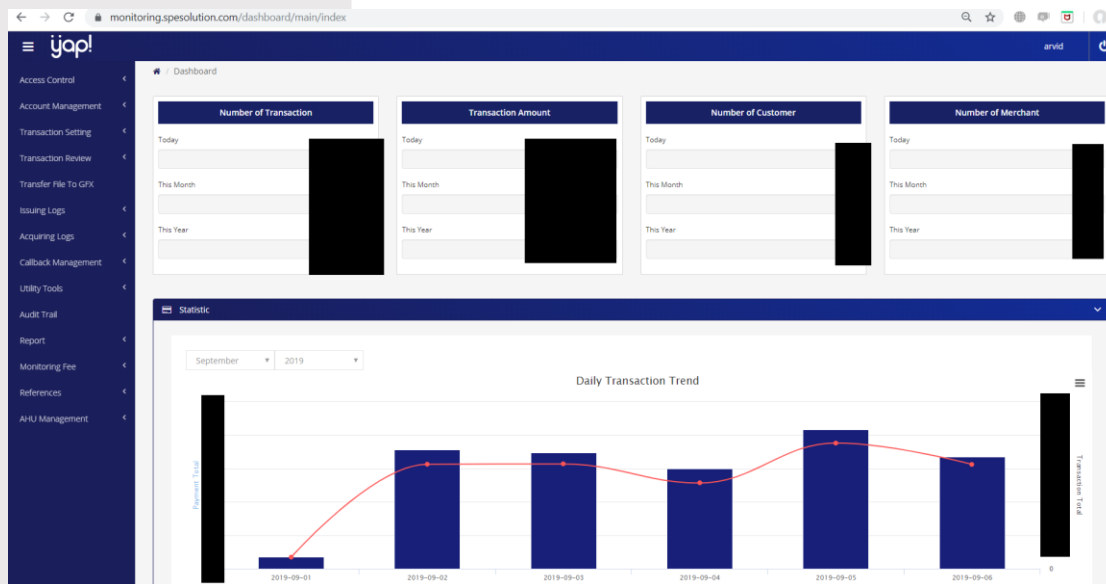 monitoring.spesolution.com/dashboard/main/index
yap!
arvid
Access Control
Account Management
Transaction Setting
Transaction Review
Transfer File To GFX
Issuing Logs
Acquiring Logs
Callback Management
Utility Tools
Audit Trail
Report
Monitoring Fee
References
AHU Management
/ Dashboard
Number of Transaction
Today
This Month
This Year
Transaction Amount
Today
This Month
This Year
Number of Customer
Today
This Month
This Year
Number of Merchant
Today
This Month
This Year
Statistic
September
2019
Daily Transaction Trend
Payment Total
Transaction Total
0
2019-09-01
2019-09-02
2019-09-03
2019-09-04
2019-09-05
2019-09-06